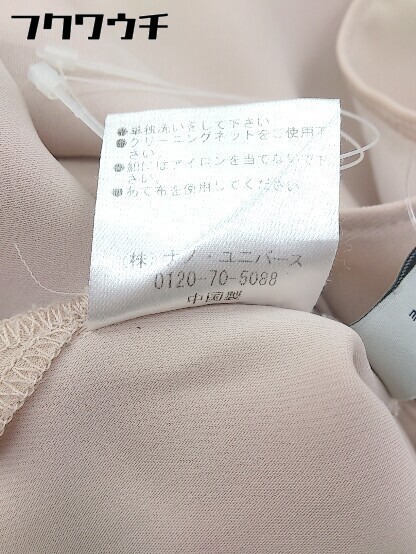 フクワウチ
●単独洗いをして下さい
●クリーニングネットをご使用下
さい
●紐にはアイロンを当てないで下
さい
●あて布を使用してください
(株)ナノ・ユニバース
0120-70-5088
中国製